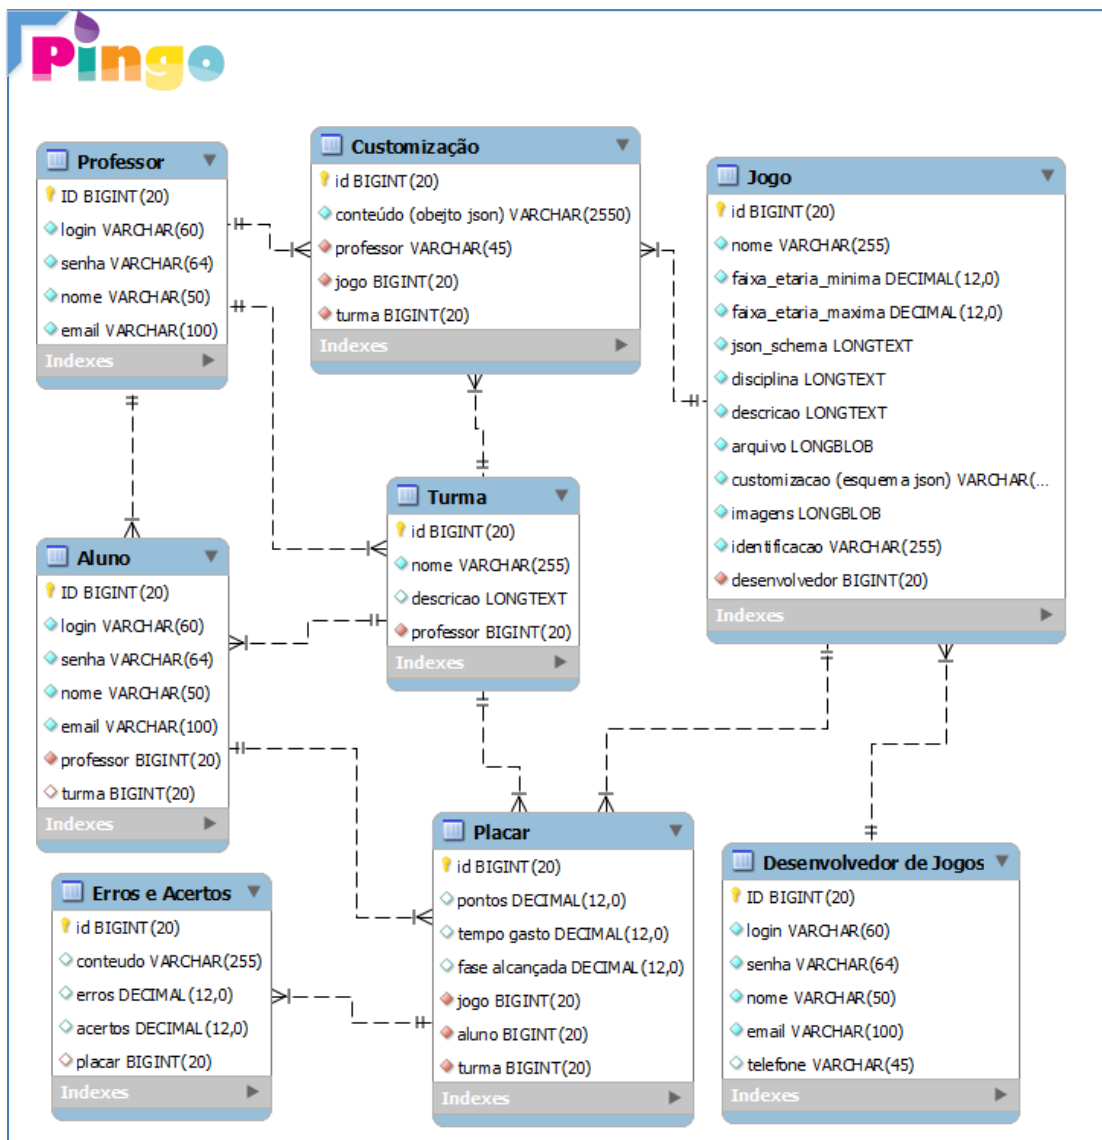 Pingo
Professor
ID BIGINT(20)
login VARCHAR(60)
senha VARCHAR(64)
nome VARCHAR(50)
email VARCHAR(100)
Indexes
Customização
id BIGINT(20)
conteúdo (obejto json) VARCHAR(2550)
professor VARCHAR(45)
jogo BIGINT(20)
turma BIGINT(20)
Indexes
Jogo
id BIGINT(20)
nome VARCHAR(255)
faixa_etaria_minima DECIMAL(12,0)
faixa_etaria_maxima DECIMAL(12,0)
json_schema LONGTEXT
disciplina LONGTEXT
descricao LONGTEXT
arquivo LONGBLOB
customizacao (esquema json) VARCHAR(...
imagens LONGBLOB
identificacao VARCHAR(255)
desenvolvedor BIGINT(20)
Indexes
Turma
id BIGINT(20)
nome VARCHAR(255)
descricao LONGTEXT
professor BIGINT(20)
Indexes
Aluno
ID BIGINT(20)
login VARCHAR(60)
senha VARCHAR(64)
nome VARCHAR(50)
email VARCHAR(100)
professor BIGINT(20)
turma BIGINT(20)
Indexes
Placar
id BIGINT(20)
pontos DECIMAL(12,0)
tempo gasto DECIMAL(12,0)
fase alcançada DECIMAL(12,0)
jogo BIGINT(20)
aluno BIGINT(20)
turma BIGINT(20)
Indexes
Erros e Acertos
id BIGINT(20)
conteudo VARCHAR(255)
erros DECIMAL(12,0)
acertos DECIMAL(12,0)
placar BIGINT(20)
Indexes
Desenvolvedor de Jogos
ID BIGINT(20)
login VARCHAR(60)
senha VARCHAR(64)
nome VARCHAR(50)
email VARCHAR(100)
telefone VARCHAR(45)
Indexes